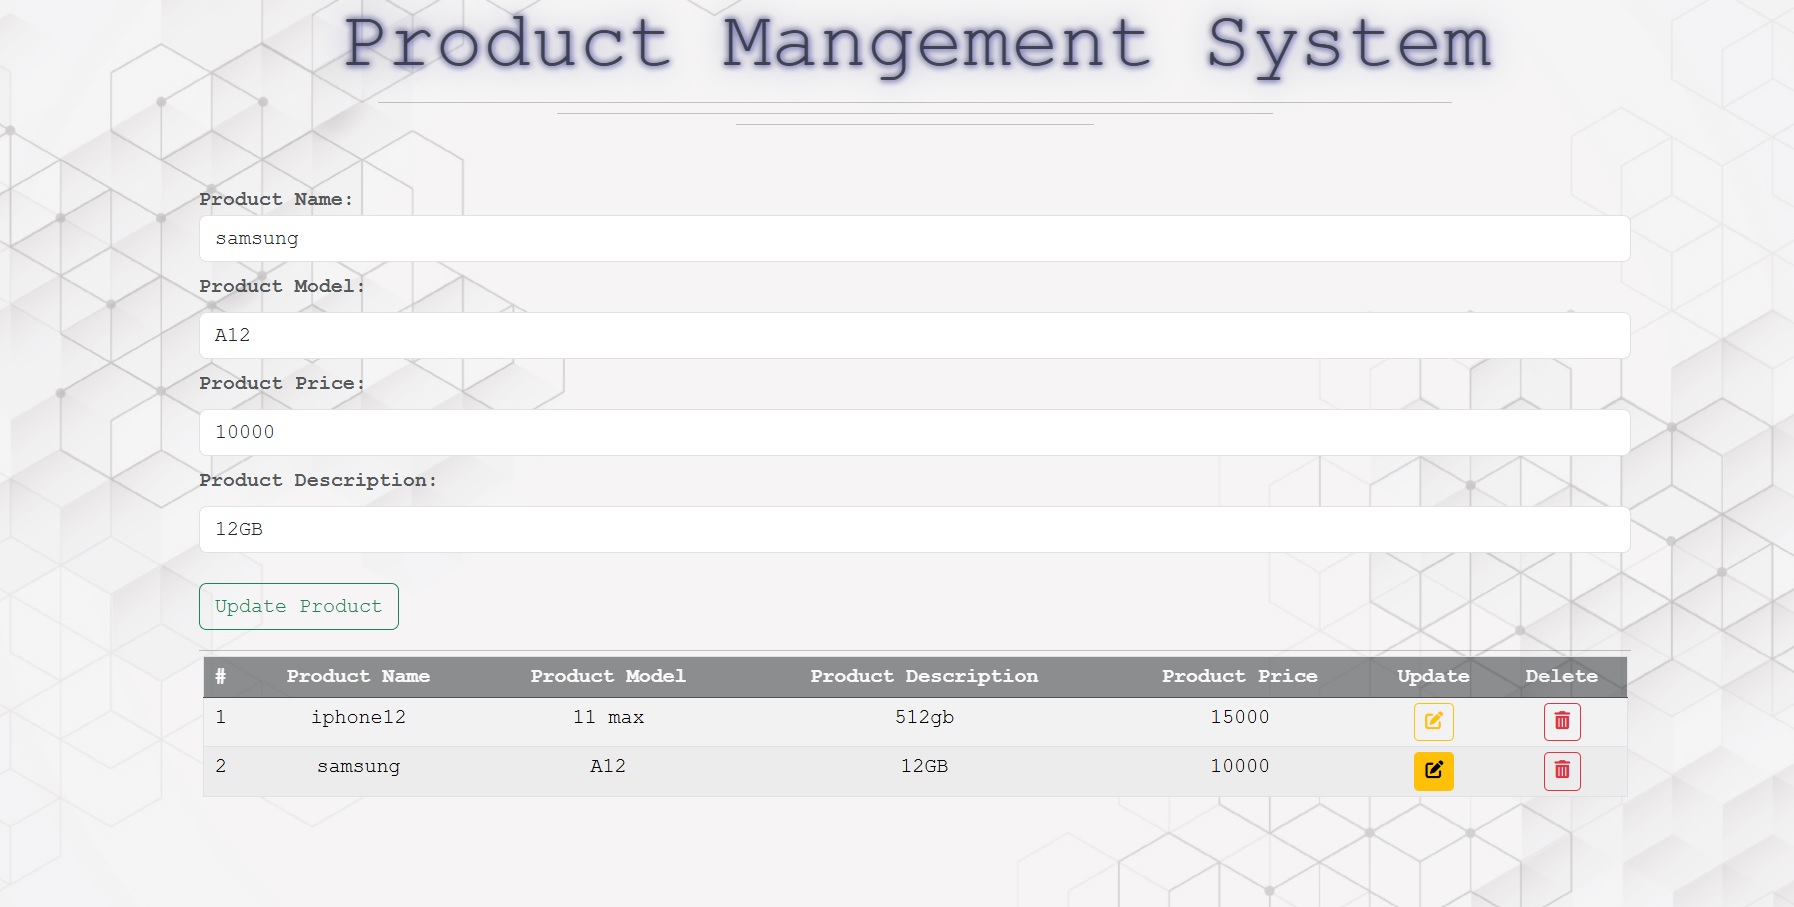 Product Mangement System
Product Name:
samsung
Product Model:
A12
Product Price:
10000
Product Description:
12GB
Update Product
# Product Name Product Model Product Description Product Price Update Delete
1 iphone12 11 max 512gb 15000
2 samsung A12 12GB 10000